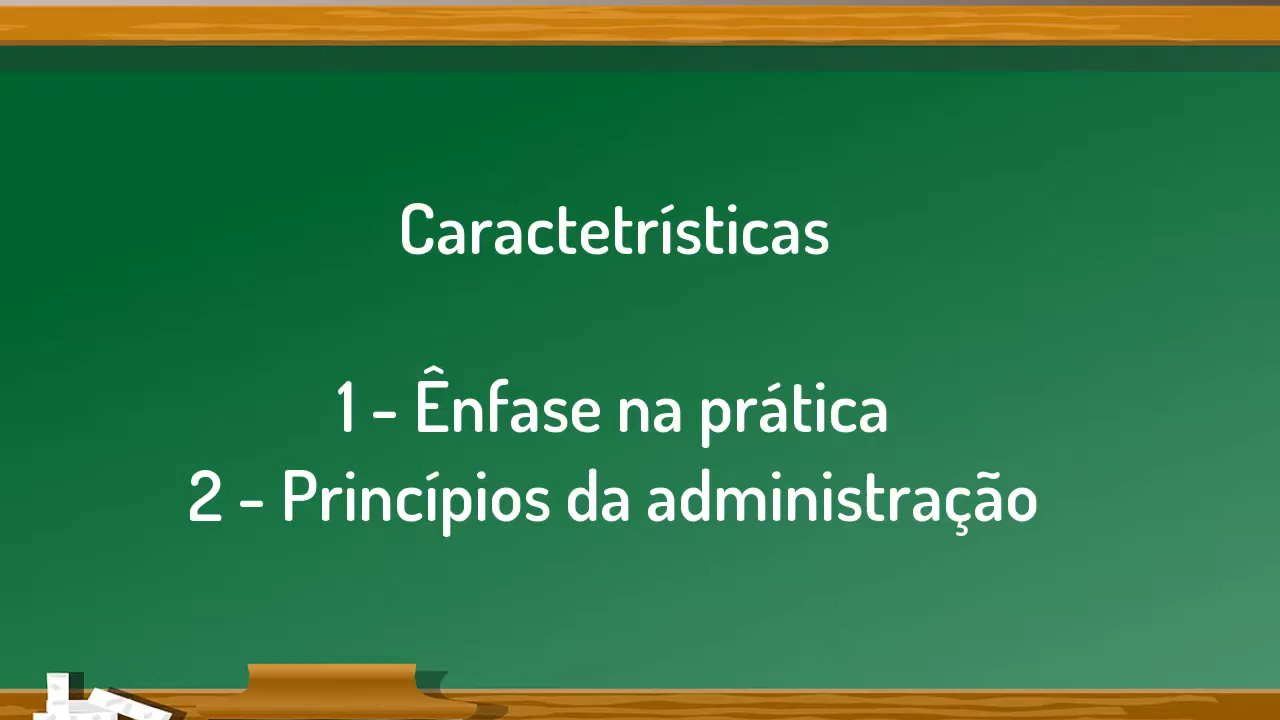 Caractetrísticas
1 - Ênfase na prática
2 - Princípios da administração